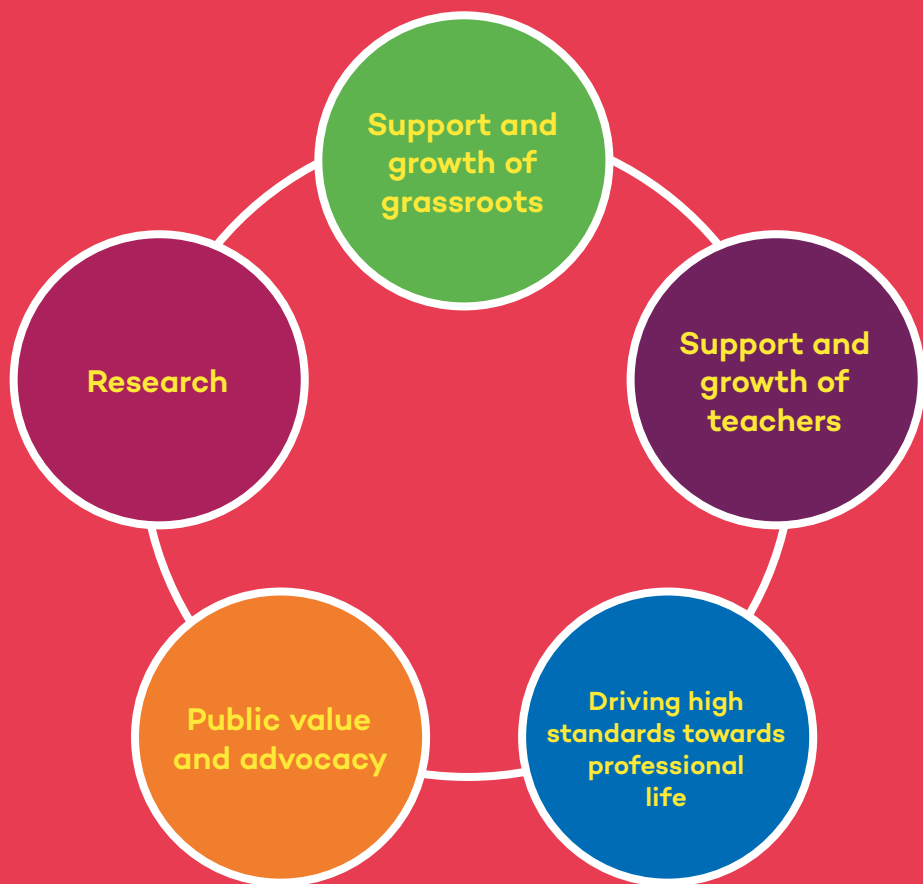 Support and
growth of
grassroots
Support and
growth of
teachers
Driving high
standards towards
professional
life
Public value
and advocacy
Research